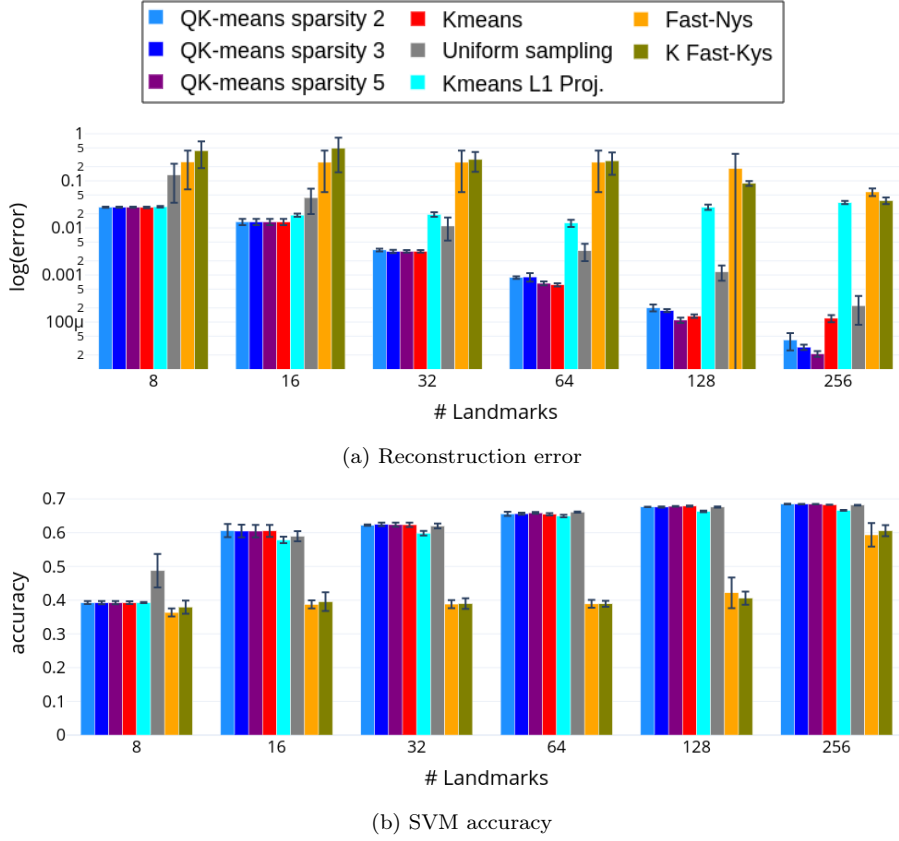 QK-means sparsity 2 Kmeans Fast-Nys
QK-means sparsity 3 Uniform sampling K Fast-Kys
QK-means sparsity 5 Kmeans L1 Proj.
1
5
2
0.1
5
2
0.01
5
2
0.001
5
2
100μ
5
2
log(error)
8 16 32 64 128 256
# Landmarks
(a) Reconstruction error
0.7
0.6
0.5
0.4
0.3
0.2
0.1
0
accuracy
8 16 32 64 128 256
# Landmarks
(b) SVM accuracy